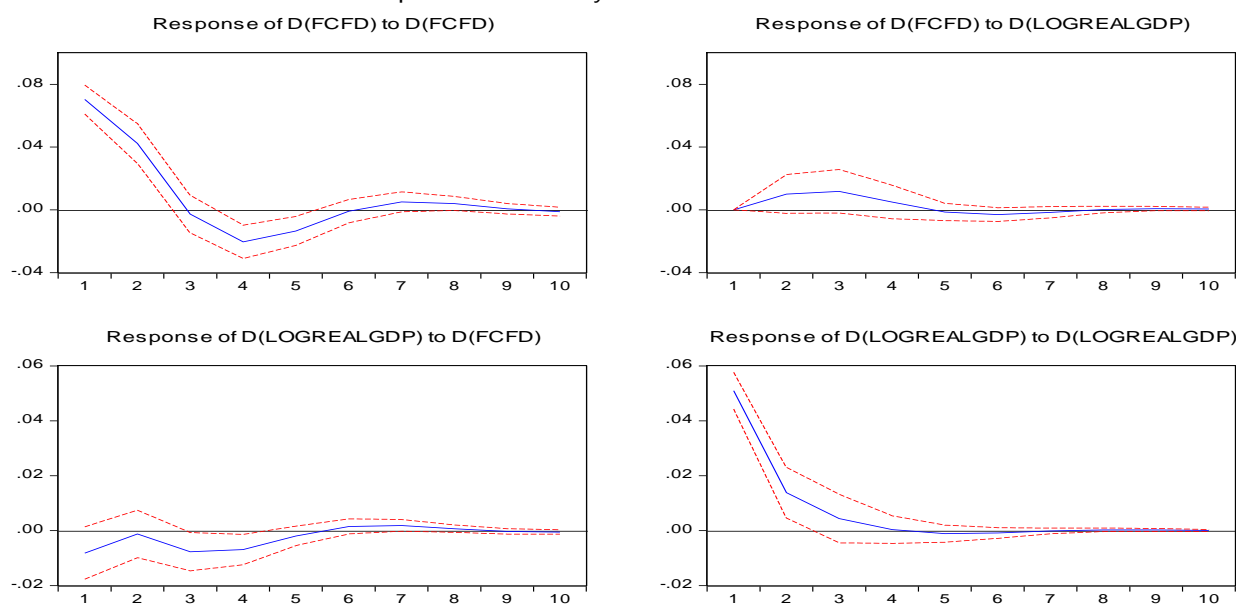 Response of D(FCFD) to D(FCFD)
.08
.04
.00
-.04
1 2 3 4 5 6 7 8 9 10
Response of D(FCFD) to D(LOGREALGDP)
.08
.04
.00
-.04
1 2 3 4 5 6 7 8 9 10
Response of D(LOGREALGDP) to D(FCFD)
.06
.04
.02
.00
-.02
1 2 3 4 5 6 7 8 9 10
Response of D(LOGREALGDP) to D(LOGREALGDP)
.06
.04
.02
.00
-.02
1 2 3 4 5 6 7 8 9 10